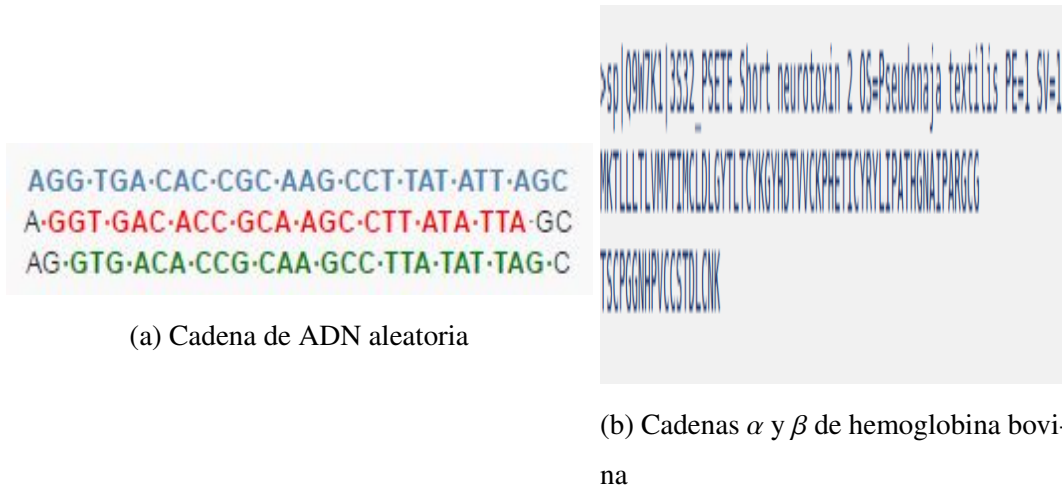 AGG·TGA·CAC·CGC·AAG·CCT·TAT·ATT·AGC
A·GGT·GAC·ACC·GCA·AGC·CTT·ATA·TTA·GC
AG·GTG·ACA·CCG·CAA·GCC·TTA·TAT·TAG·C
(a) Cadena de ADN aleatoria
>sp|Q9W7K1|3S32_PSETE Short neurotoxin 2 OS=Pseudonaja textilis PE=1 SV=1
MKTLLLTLVMVTIMCLDLGYTLTCYKGYHDTVVCKPHETICYRYLIPATHGNAIPARGCG
TSCPGGNHPVCCSTDLCNK
(b) Cadenas α y β de hemoglobina bovi-
na